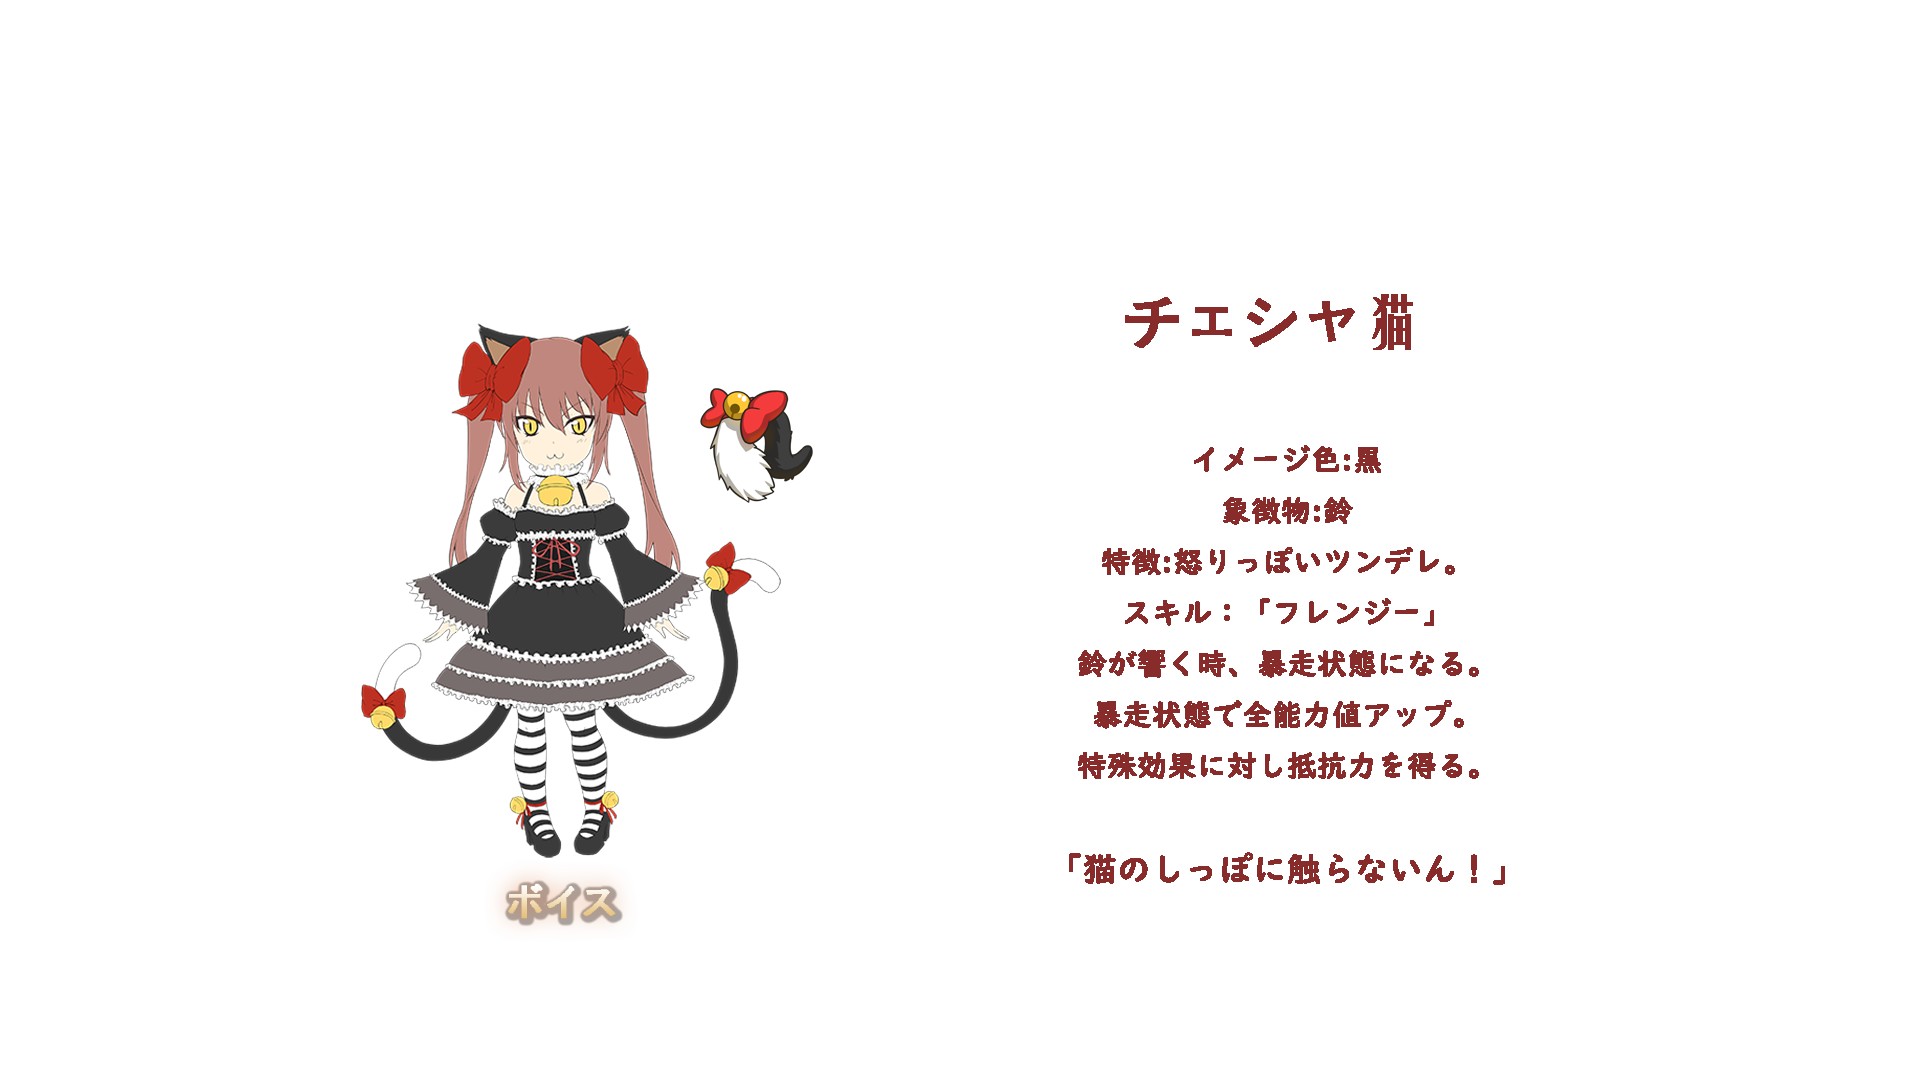 チェシャ猫
イメージ色:黒
象徴物:鈴
特徴:怒りっぽいツンデレ。
スキル：「フレンジー」
鈴が響く時、暴走状態になる。
暴走状態で全能力値アップ。
特殊効果に対し抵抗力を得る。
「猫のしっぽに触らないん！」
ボイス